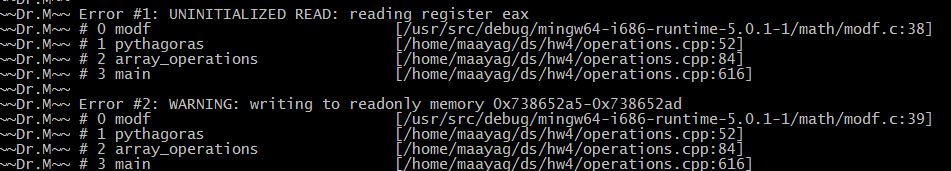 ~~Dr.M~~ Error #1: UNINITIALIZED READ: reading register eax
~~Dr.M~~ # 0 modf [/usr/src/debug/mingw64-i686-runtime-5.0.1-1/math/modf.c:38]
~~Dr.M~~ # 1 pythagoras [/home/maayag/ds/hw4/operations.cpp:52]
~~Dr.M~~ # 2 array_operations [/home/maayag/ds/hw4/operations.cpp:84]
~~Dr.M~~ # 3 main [/home/maayag/ds/hw4/operations.cpp:616]
~~Dr.M~~
~~Dr.M~~ Error #2: WARNING: writing to readonly memory 0x738652a5-0x738652ad
~~Dr.M~~ # 0 modf [/usr/src/debug/mingw64-i686-runtime-5.0.1-1/math/modf.c:39]
~~Dr.M~~ # 1 pythagoras [/home/maayag/ds/hw4/operations.cpp:52]
~~Dr.M~~ # 2 array_operations [/home/maayag/ds/hw4/operations.cpp:84]
~~Dr.M~~ # 3 main [/home/maayag/ds/hw4/operations.cpp:616]